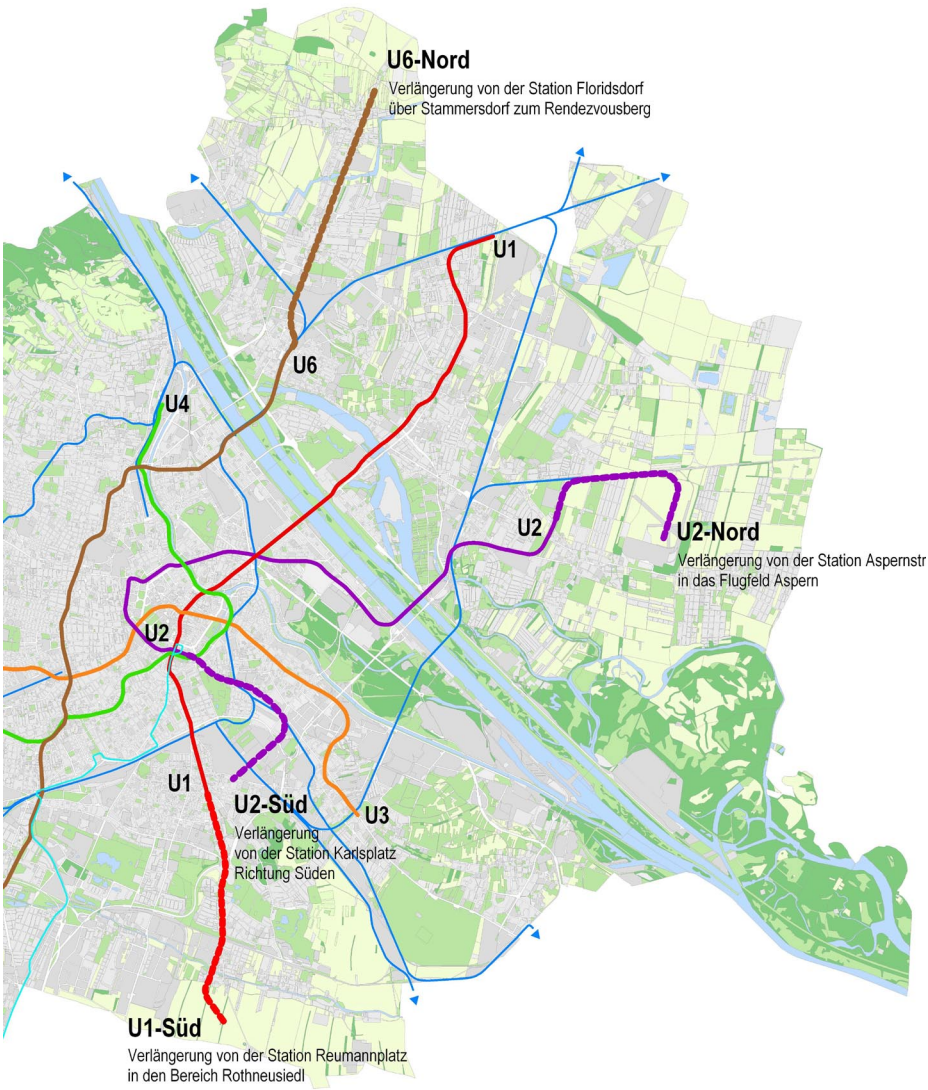 U6-Nord
Verlängerung von der Station Floridsdorf
über Stammersdorf zum Rendezvousberg
U1
U6
U4
U2
U2-Nord
Verlängerung von der Station Aspernstr
in das Flugfeld Aspern
U2
U1
U2-Süd
Verlängerung
von der Station Karlsplatz
Richtung Süden
U3
U1-Süd
Verlängerung von der Station Reumannplatz
in den Bereich Rothneusiedl